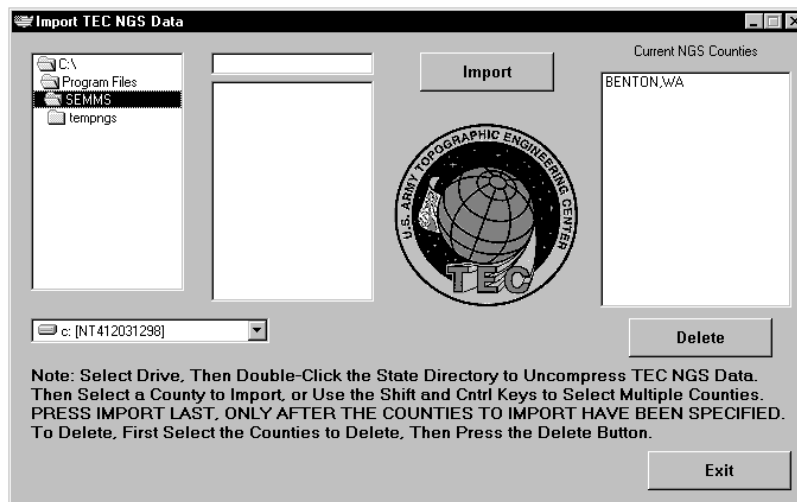 Import TEC NGS Data
C:\
Program Files
SEMMS
tempngs
Import
Current NGS Counties
BENTON,WA
U.S. ARMY TOPOGRAPHIC ENGINEERING CENTER
TEC
c: [NT412031298]
Delete
Note: Select Drive, Then Double-Click the State Directory to Uncompress TEC NGS Data.
Then Select a County to Import, or Use the Shift and Cntrl Keys to Select Multiple Counties.
PRESS IMPORT LAST, ONLY AFTER THE COUNTIES TO IMPORT HAVE BEEN SPECIFIED.
To Delete, First Select the Counties to Delete, Then Press the Delete Button.
Exit